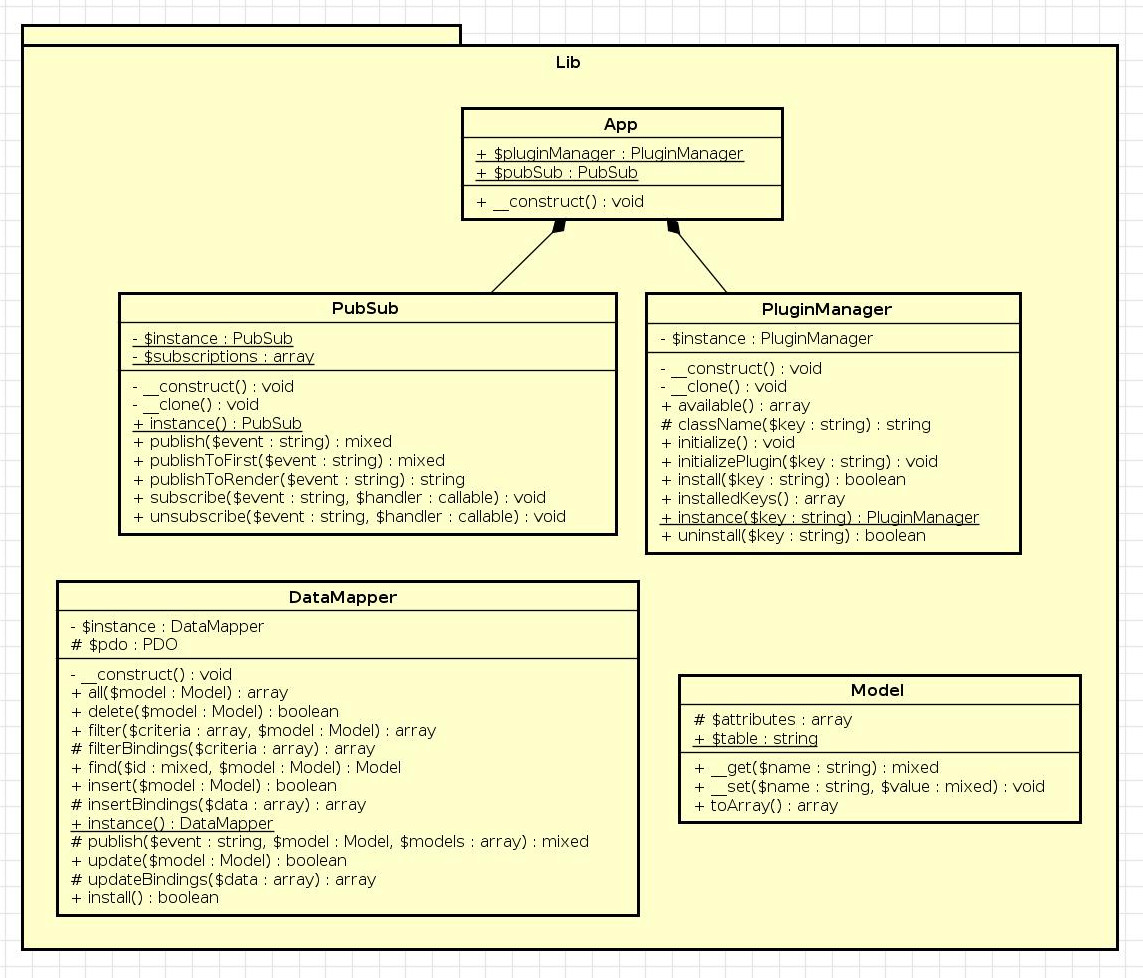 Lib
App
+ $pluginManager : PluginManager
+ $pubSub : PubSub
+ __construct() : void
PubSub
- $instance : PubSub
- $subscriptions : array
- __construct() : void
- __clone() : void
+ instance() : PubSub
+ publish($event : string) : mixed
+ publishToFirst($event : string) : mixed
+ publishToRender($event : string) : string
+ subscribe($event : string, $handler : callable) : void
+ unsubscribe($event : string, $handler : callable) : void
PluginManager
- $instance : PluginManager
- __construct() : void
- __clone() : void
+ available() : array
# className($key : string) : string
+ initialize() : void
+ initializePlugin($key : string) : void
+ install($key : string) : boolean
+ installedKeys() : array
+ instance($key : string) : PluginManager
+ uninstall($key : string) : boolean
DataMapper
- $instance : DataMapper
# $pdo : PDO
- __construct() : void
+ all($model : Model) : array
+ delete($model : Model) : boolean
+ filter($criteria : array, $model : Model) : array
# filterBindings($criteria : array) : array
+ find($id : mixed, $model : Model) : Model
+ insert($model : Model) : boolean
# insertBindings($data : array) : array
+ instance() : DataMapper
# publish($event : string, $model : Model, $models : array) : mixed
+ update($model : Model) : boolean
# updateBindings($data : array) : array
+ install() : boolean
Model
# $attributes : array
+ $table : string
+ __get($name : string) : mixed
+ __set($name : string, $value : mixed) : void
+ toArray() : array